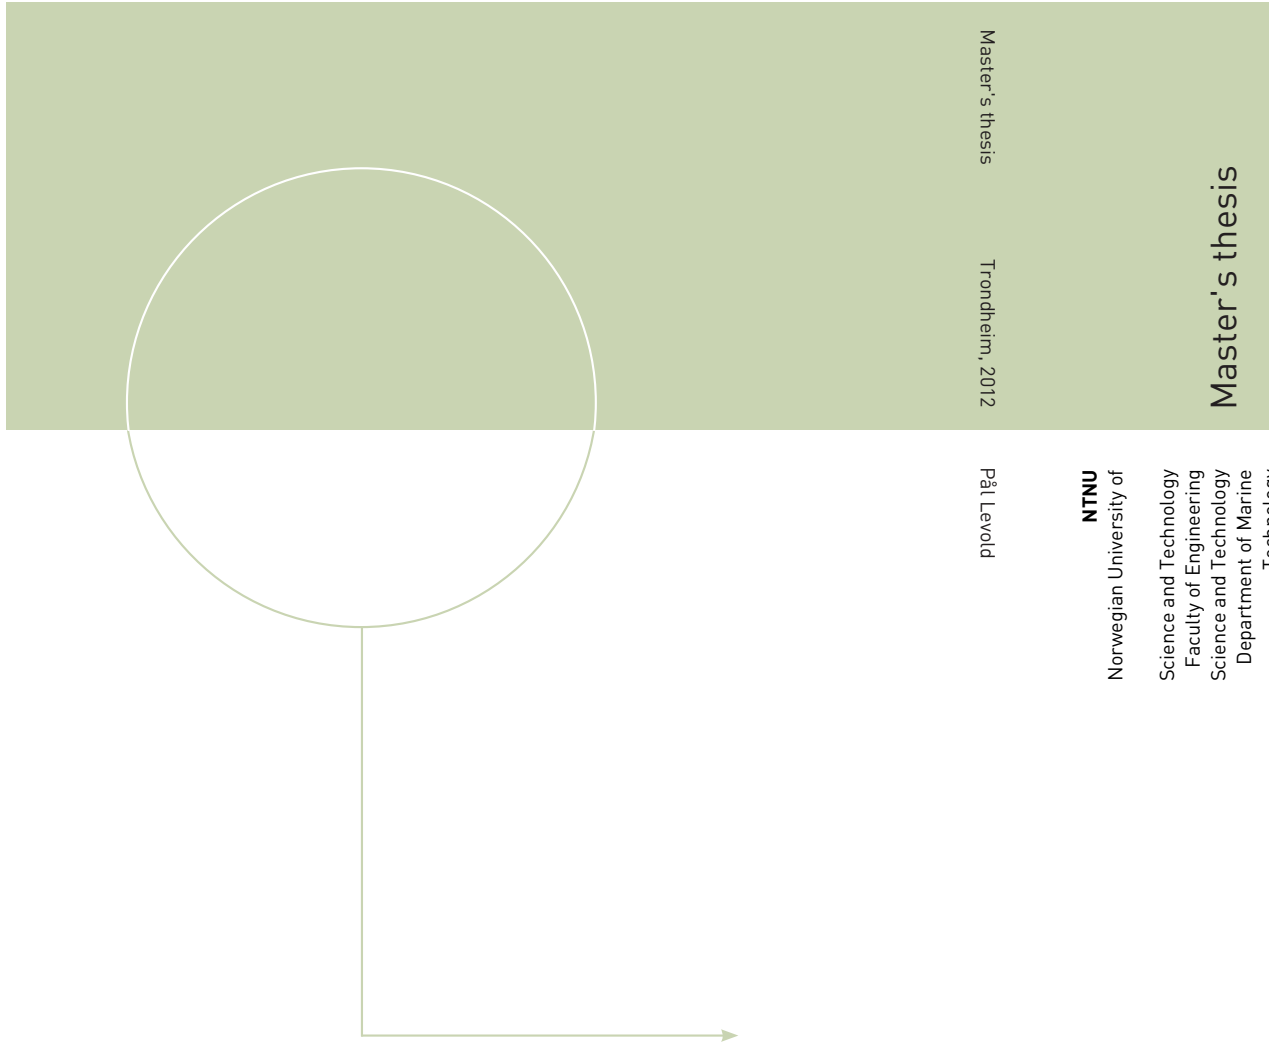 Master's thesis
Trondheim, 2012
Pål Levold
Master's thesis
NTNU
Norwegian University of
Science and Technology
Faculty of Engineering
Science and Technology
Department of Marine